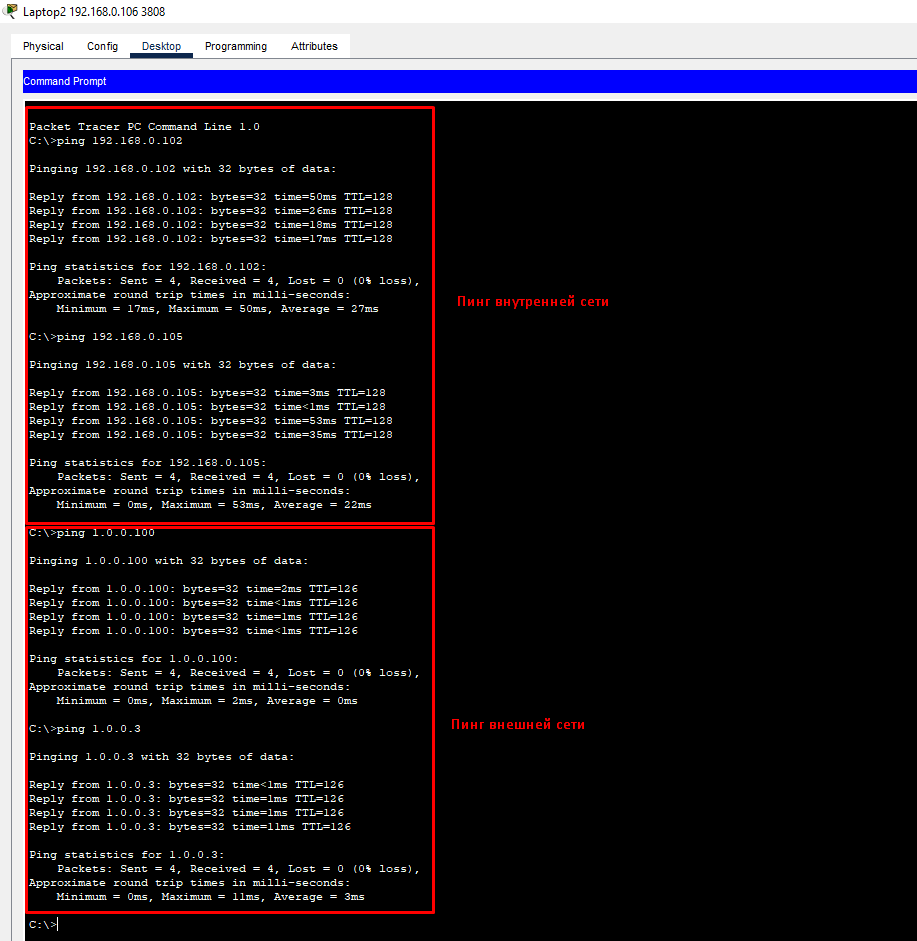 Laptop2 192.168.0.106 3808
Physical Config Desktop Programming Attributes
Command Prompt
Packet Tracer PC Command Line 1.0
C:\>ping 192.168.0.102
Pinging 192.168.0.102 with 32 bytes of data:
Reply from 192.168.0.102: bytes=32 time=50ms TTL=128
Reply from 192.168.0.102: bytes=32 time=26ms TTL=128
Reply from 192.168.0.102: bytes=32 time=18ms TTL=128
Reply from 192.168.0.102: bytes=32 time=17ms TTL=128
Ping statistics for 192.168.0.102:
Packets: Sent = 4, Received = 4, Lost = 0 (0% loss),
Approximate round trip times in milli-seconds:
Minimum = 17ms, Maximum = 50ms, Average = 27ms
Пинг внутренней сети
C:\>ping 192.168.0.105
Pinging 192.168.0.105 with 32 bytes of data:
Reply from 192.168.0.105: bytes=32 time=3ms TTL=128
Reply from 192.168.0.105: bytes=32 time<1ms TTL=128
Reply from 192.168.0.105: bytes=32 time=53ms TTL=128
Reply from 192.168.0.105: bytes=32 time=35ms TTL=128
Ping statistics for 192.168.0.105:
Packets: Sent = 4, Received = 4, Lost = 0 (0% loss),
Approximate round trip times in milli-seconds:
Minimum = 0ms, Maximum = 53ms, Average = 22ms
C:\>ping 1.0.0.100
Pinging 1.0.0.100 with 32 bytes of data:
Reply from 1.0.0.100: bytes=32 time=2ms TTL=126
Reply from 1.0.0.100: bytes=32 time<1ms TTL=126
Reply from 1.0.0.100: bytes=32 time=1ms TTL=126
Reply from 1.0.0.100: bytes=32 time<1ms TTL=126
Ping statistics for 1.0.0.100:
Packets: Sent = 4, Received = 4, Lost = 0 (0% loss),
Approximate round trip times in milli-seconds:
Minimum = 0ms, Maximum = 2ms, Average = 0ms
Пинг внешней сети
C:\>ping 1.0.0.3
Pinging 1.0.0.3 with 32 bytes of data:
Reply from 1.0.0.3: bytes=32 time<1ms TTL=126
Reply from 1.0.0.3: bytes=32 time=1ms TTL=126
Reply from 1.0.0.3: bytes=32 time=1ms TTL=126
Reply from 1.0.0.3: bytes=32 time=11ms TTL=126
Ping statistics for 1.0.0.3:
Packets: Sent = 4, Received = 4, Lost = 0 (0% loss),
Approximate round trip times in milli-seconds:
Minimum = 0ms, Maximum = 11ms, Average = 3ms
C:\>